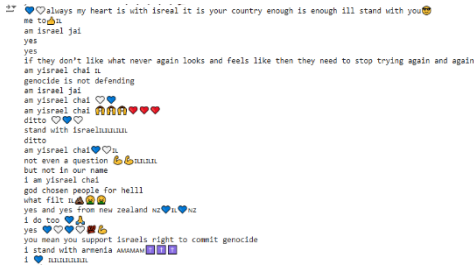 💙🤍always my heart is with isreal it is your country enough is enough ill stand with you😎
me to👍🇮🇱
am israel jai
yes
yes
if they don't like what never again looks and feels like then they need to stop trying again and again
am yisrael chai 🇮🇱
genocide is not defending
am israel jai
am yisrael chai 🤍💙
am yisrael chai 🙆🙆🙆❤️❤️❤️
ditto 🤍💙🤍
stand with israel🇮🇱🇮🇱🇮🇱🇮🇱
ditto
am yisrael chai💙🤍🇮🇱
not even a question 💪💪🇮🇱🇮🇱🇮🇱🇮🇱
but not in our name
i am yisrael chai
god chosen people for helll
what filt 🇮🇱💩🤮🤮
yes and yes from new zealand 🇳🇿💙🇮🇱💙🇳🇿
i do too 💙🙏
yes 💙🤍💙🤍💪
you mean you support israels right to commit genocide
i stand with armenia 🇦🇲🇦🇲🇦🇲✝️✝️✝️
i 💙 🇮🇱🇮🇱🇮🇱🇮🇱🇮🇱🇮🇱